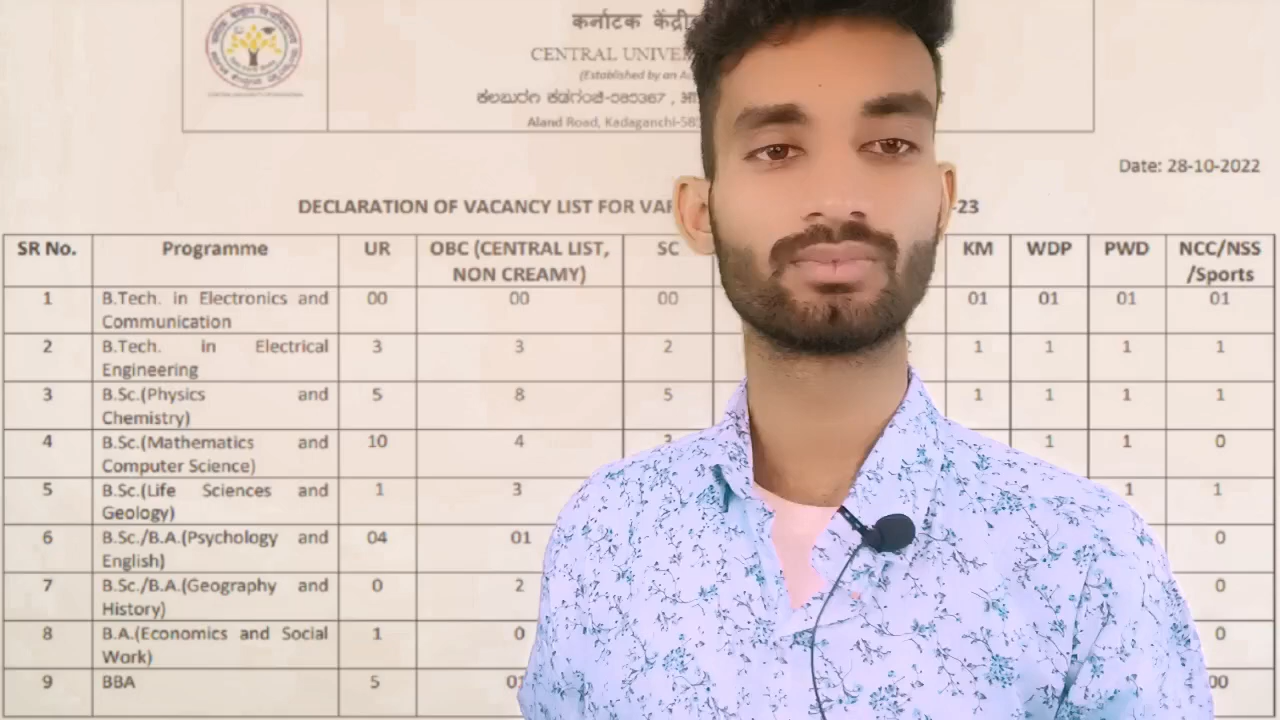 कर्नाटक केंद्रीय
CENTRAL UNIVER
(Established by an A
ಕಲಬುರಗಿ ಕಡಗಂಚಿ-585367 ,
Aland Road, Kadaganchi-585
Date: 28-10-2022
DECLARATION OF VACANCY LIST FOR VAR -23
SR No. Programme UR OBC (CENTRAL LIST, SC KM WDP PWD NCC/NSS
NON CREAMY) /Sports
1 B.Tech. in Electronics and 00 00 00 01 01 01 01
Communication
2 B.Tech. in Electrical 3 3 2 1 1 1 1
Engineering
3 B.Sc.(Physics and 5 8 5 1 1 1 1
Chemistry)
4 B.Sc.(Mathematics and 10 4 1 1 0
Computer Science)
5 B.Sc.(Life Sciences and 1 3 1 1
Geology)
6 B.Sc./B.A.(Psychology and 04 01 0
English)
7 B.Sc./B.A.(Geography and 0 2 0
History)
8 B.A.(Economics and Social 1 0 0
Work)
9 BBA 5 01 00